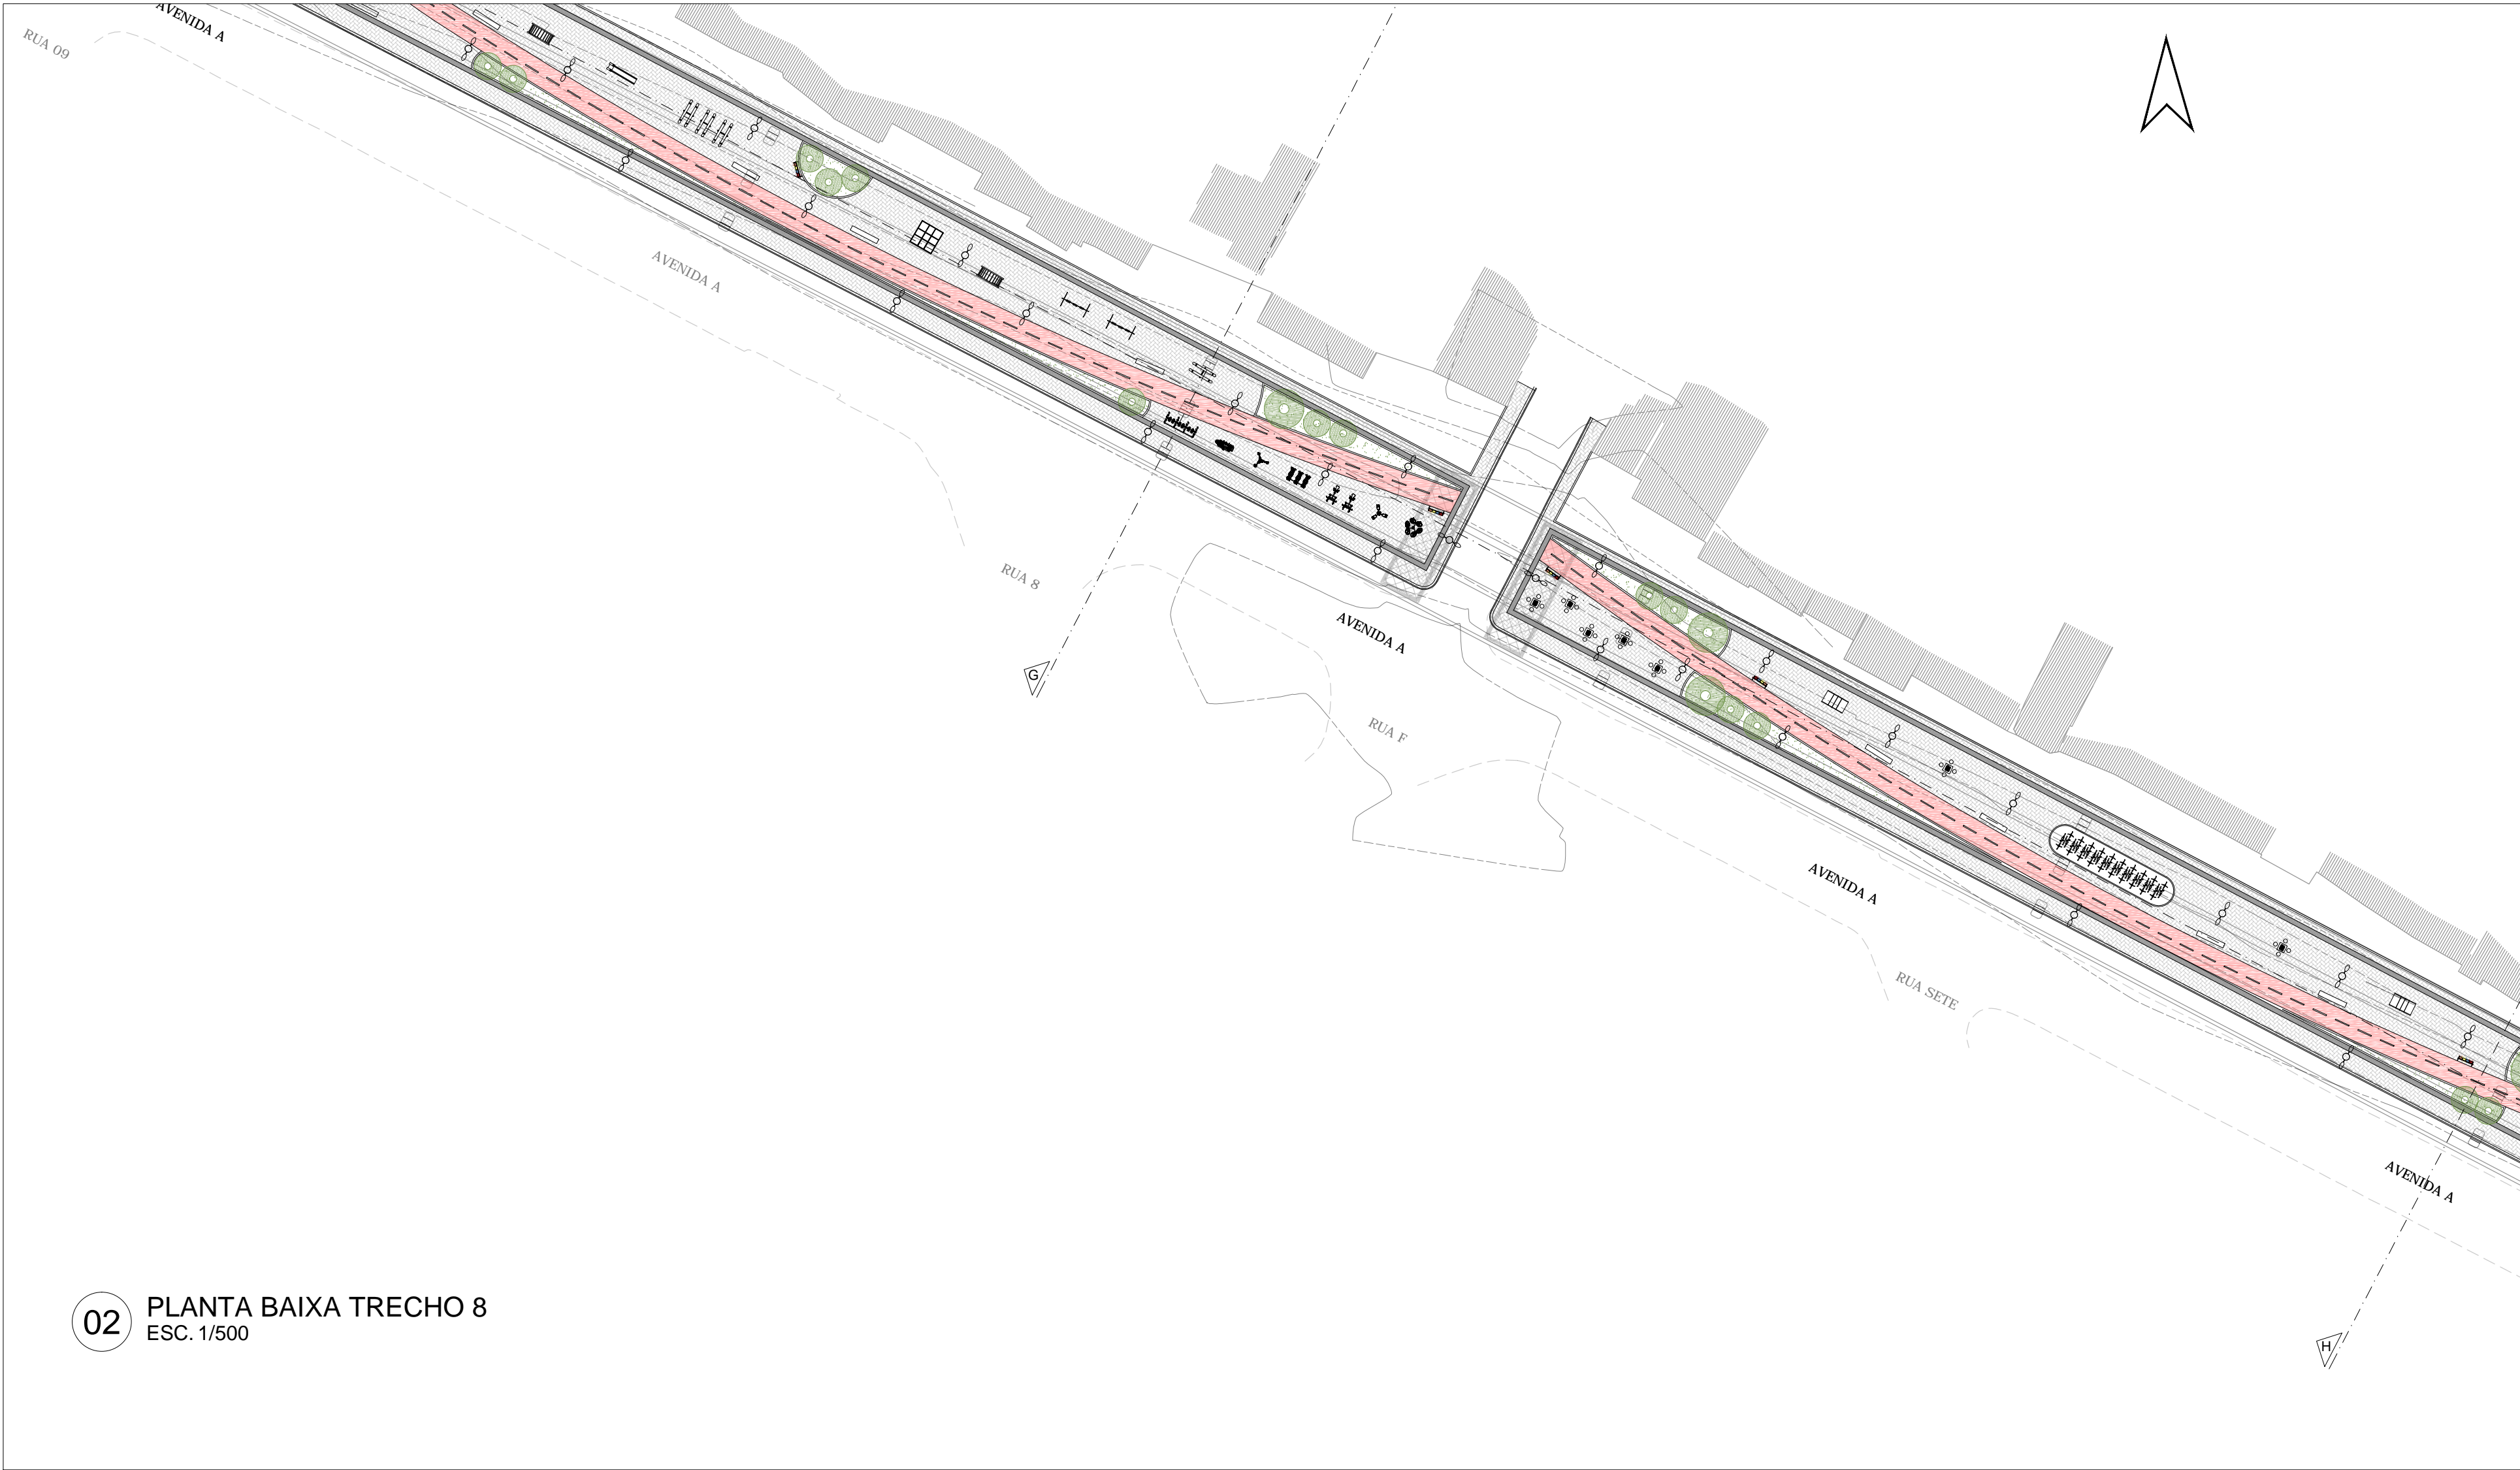 AVENIDA A
RUA 09
AVENIDA A
RUA 8
AVENIDA A
G
RUA F
AVENIDA A
RUA SETE
AVENIDA A
H
02
PLANTA BAIXA TRECHO 8
ESC. 1/500